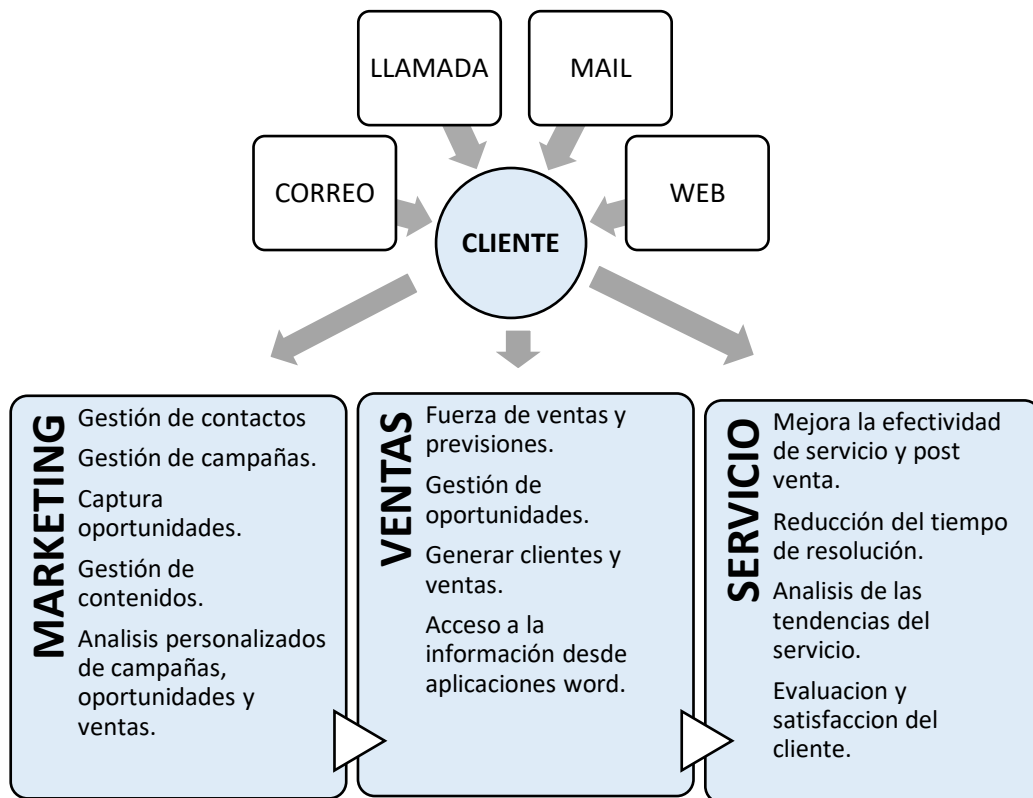 LLAMADA
MAIL
CORREO
WEB
CLIENTE
MARKETING
Gestión de contactos
Gestión de campañas.
Captura
oportunidades.
Gestión de
contenidos.
Analisis personalizados
de campañas,
oportunidades y
ventas.
VENTAS
Fuerza de ventas y
previsiones.
Gestión de
oportunidades.
Generar clientes y
ventas.
Acceso a la
información desde
aplicaciones word.
SERVICIO
Mejora la efectividad
de servicio y post
venta.
Reducción del tiempo
de resolución.
Analisis de las
tendencias del
servicio.
Evaluacion y
satisfaccion del
cliente.